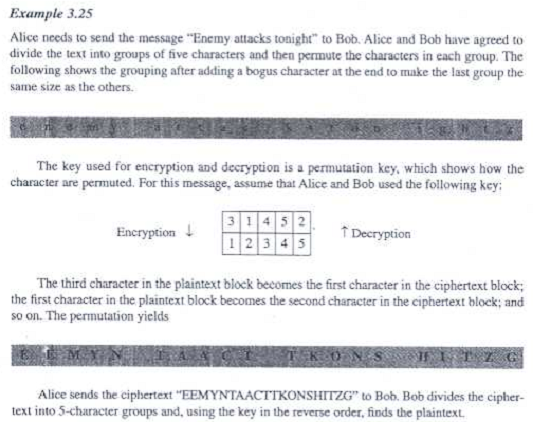 Example 3.25
Alice needs to send the message "Enemy attacks tonight" to Bob. Alice and Bob have agreed to
divide the text into groups of five characters and then permute the characters in each group. The
following shows the grouping after adding a bogus character at the end to make the last group the
same size as the others.
e n e m y a t t a c k s t o n i g h t z
The key used for encryption and decryption is a permutation key, which shows how the
character are permuted. For this message, assume that Alice and Bob used the following key:
3 1 4 5 2
Encryption ↓ ↑ Decryption
1 2 3 4 5
The third character in the plaintext block becomes the first character in the ciphertext block;
the first character in the plaintext block becomes the second character in the ciphertext block; and
so on. The permutation yields
E E M Y N T A A C T T K O N S H I T Z G
Alice sends the ciphertext "EEMYNTAACTTKONSHITZG" to Bob. Bob divides the cipher-
text into 5-character groups and, using the key in the reverse order, finds the plaintext.